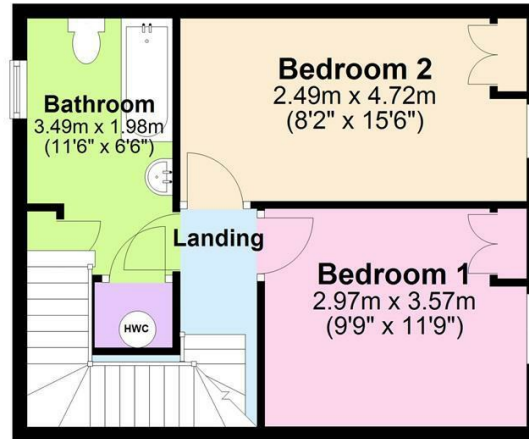 Bathroom
3.49m x 1.98m
(11'6" x 6'6")
Bedroom 2
2.49m x 4.72m
(8'2" x 15'6")
Landing
Bedroom 1
2.97m x 3.57m
(9'9" x 11'9")
HWC